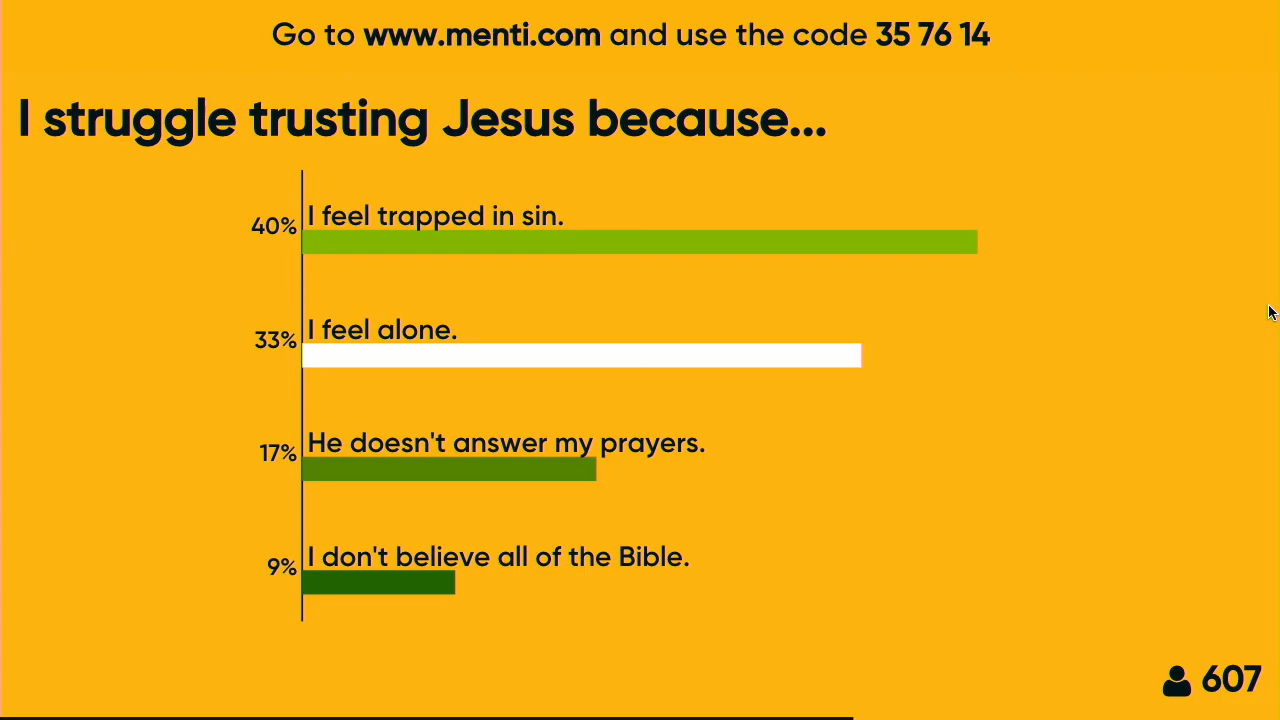 Go to www.menti.com and use the code 35 76 14
I struggle trusting Jesus because...
40% I feel trapped in sin.
33% I feel alone.
17% He doesn't answer my prayers.
9% I don't believe all of the Bible.
607